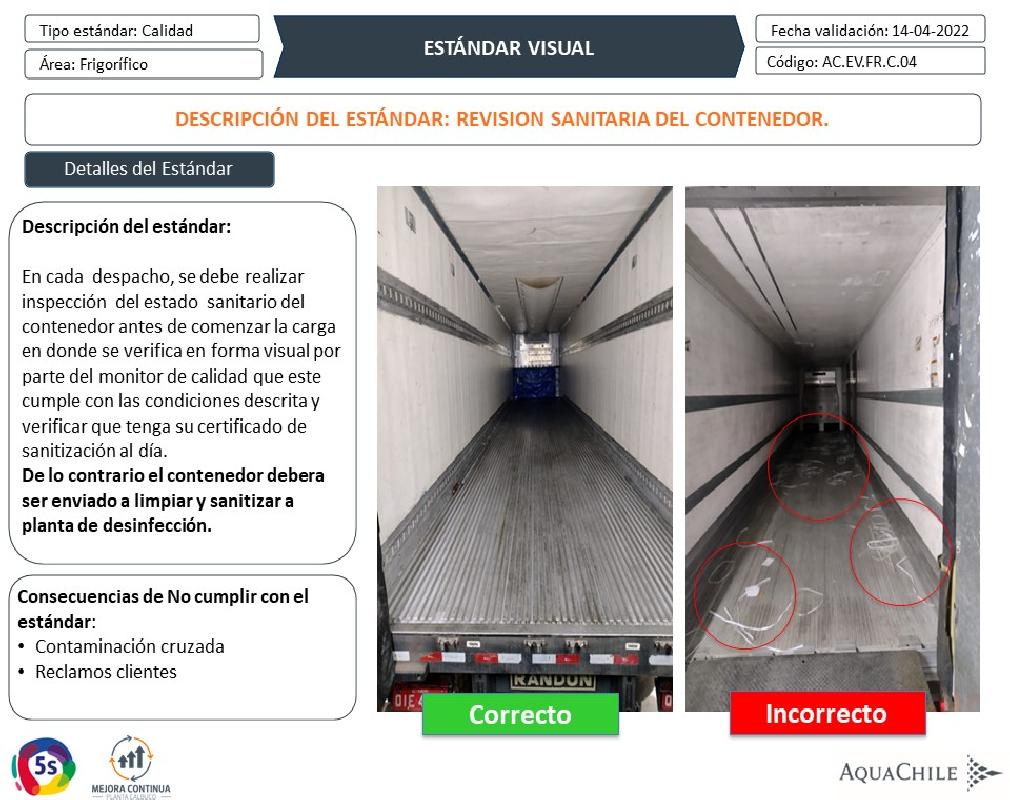 Tipo estándar: Calidad
Área: Frigorífico
ESTÁNDAR VISUAL
Fecha validación: 14-04-2022
Código: AC.EV.FR.C.04
DESCRIPCIÓN DEL ESTÁNDAR: REVISION SANITARIA DEL CONTENEDOR.
Detalles del Estándar
Descripción del estándar:
En cada despacho, se debe realizar
inspección del estado sanitario del
contenedor antes de comenzar la carga
en donde se verifica en forma visual por
parte del monitor de calidad que este
cumple con las condiciones descrita y
verificar que tenga su certificado de
sanitización al día.
De lo contrario el contenedor debera
ser enviado a limpiar y sanitizar a
planta de desinfección.
Consecuencias de No cumplir con el
estándar:
• Contaminación cruzada
• Reclamos clientes
RANDON
Correcto
Incorrecto
5s
MEJORA CONTINUA
PLANTA CALBUCO
AQUACHILE